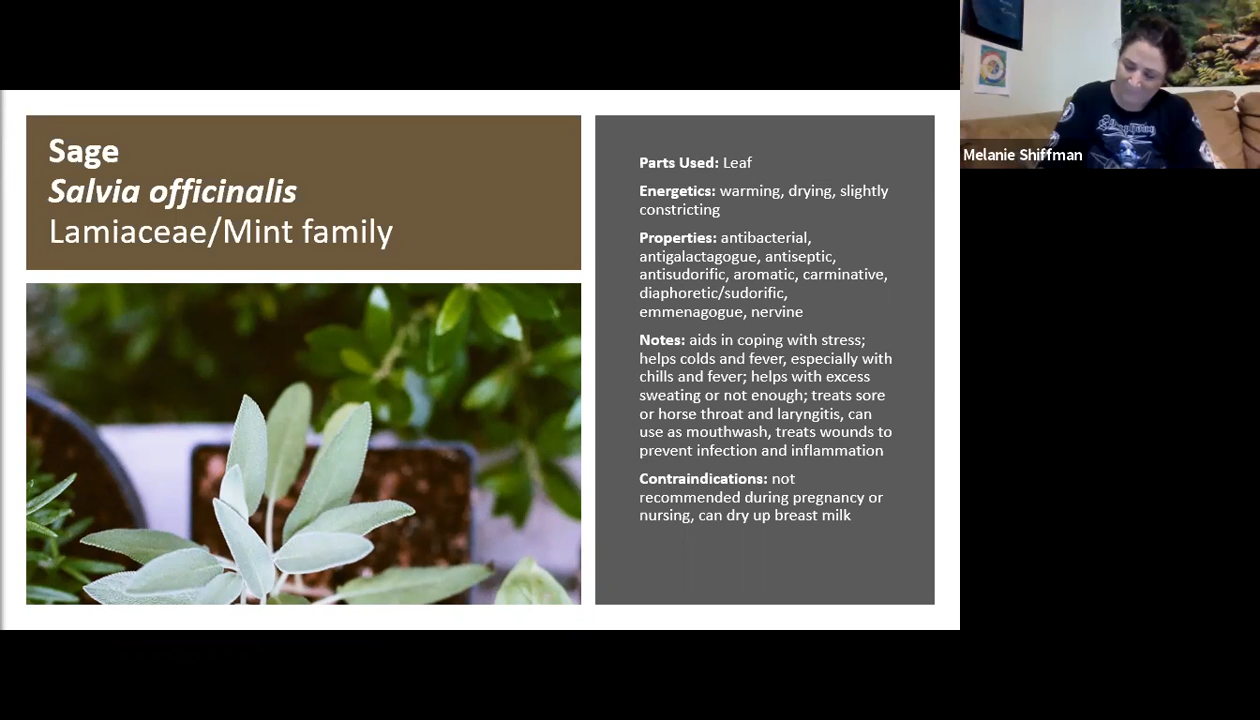 Sage
Salvia officinalis
Lamiaceae/Mint family
Parts Used: Leaf
Energetics: warming, drying, slightly
constricting
Properties: antibacterial,
antigalactagogue, antiseptic,
antisudorific, aromatic, carminative,
diaphoretic/sudorific,
emmenagogue, nervine
Notes: aids in coping with stress;
helps colds and fever, especially with
chills and fever; helps with excess
sweating or not enough; treats sore
or horse throat and laryngitis, can
use as mouthwash, treats wounds to
prevent infection and inflammation
Contraindications: not
recommended during pregnancy or
nursing, can dry up breast milk
Melanie Shiffman